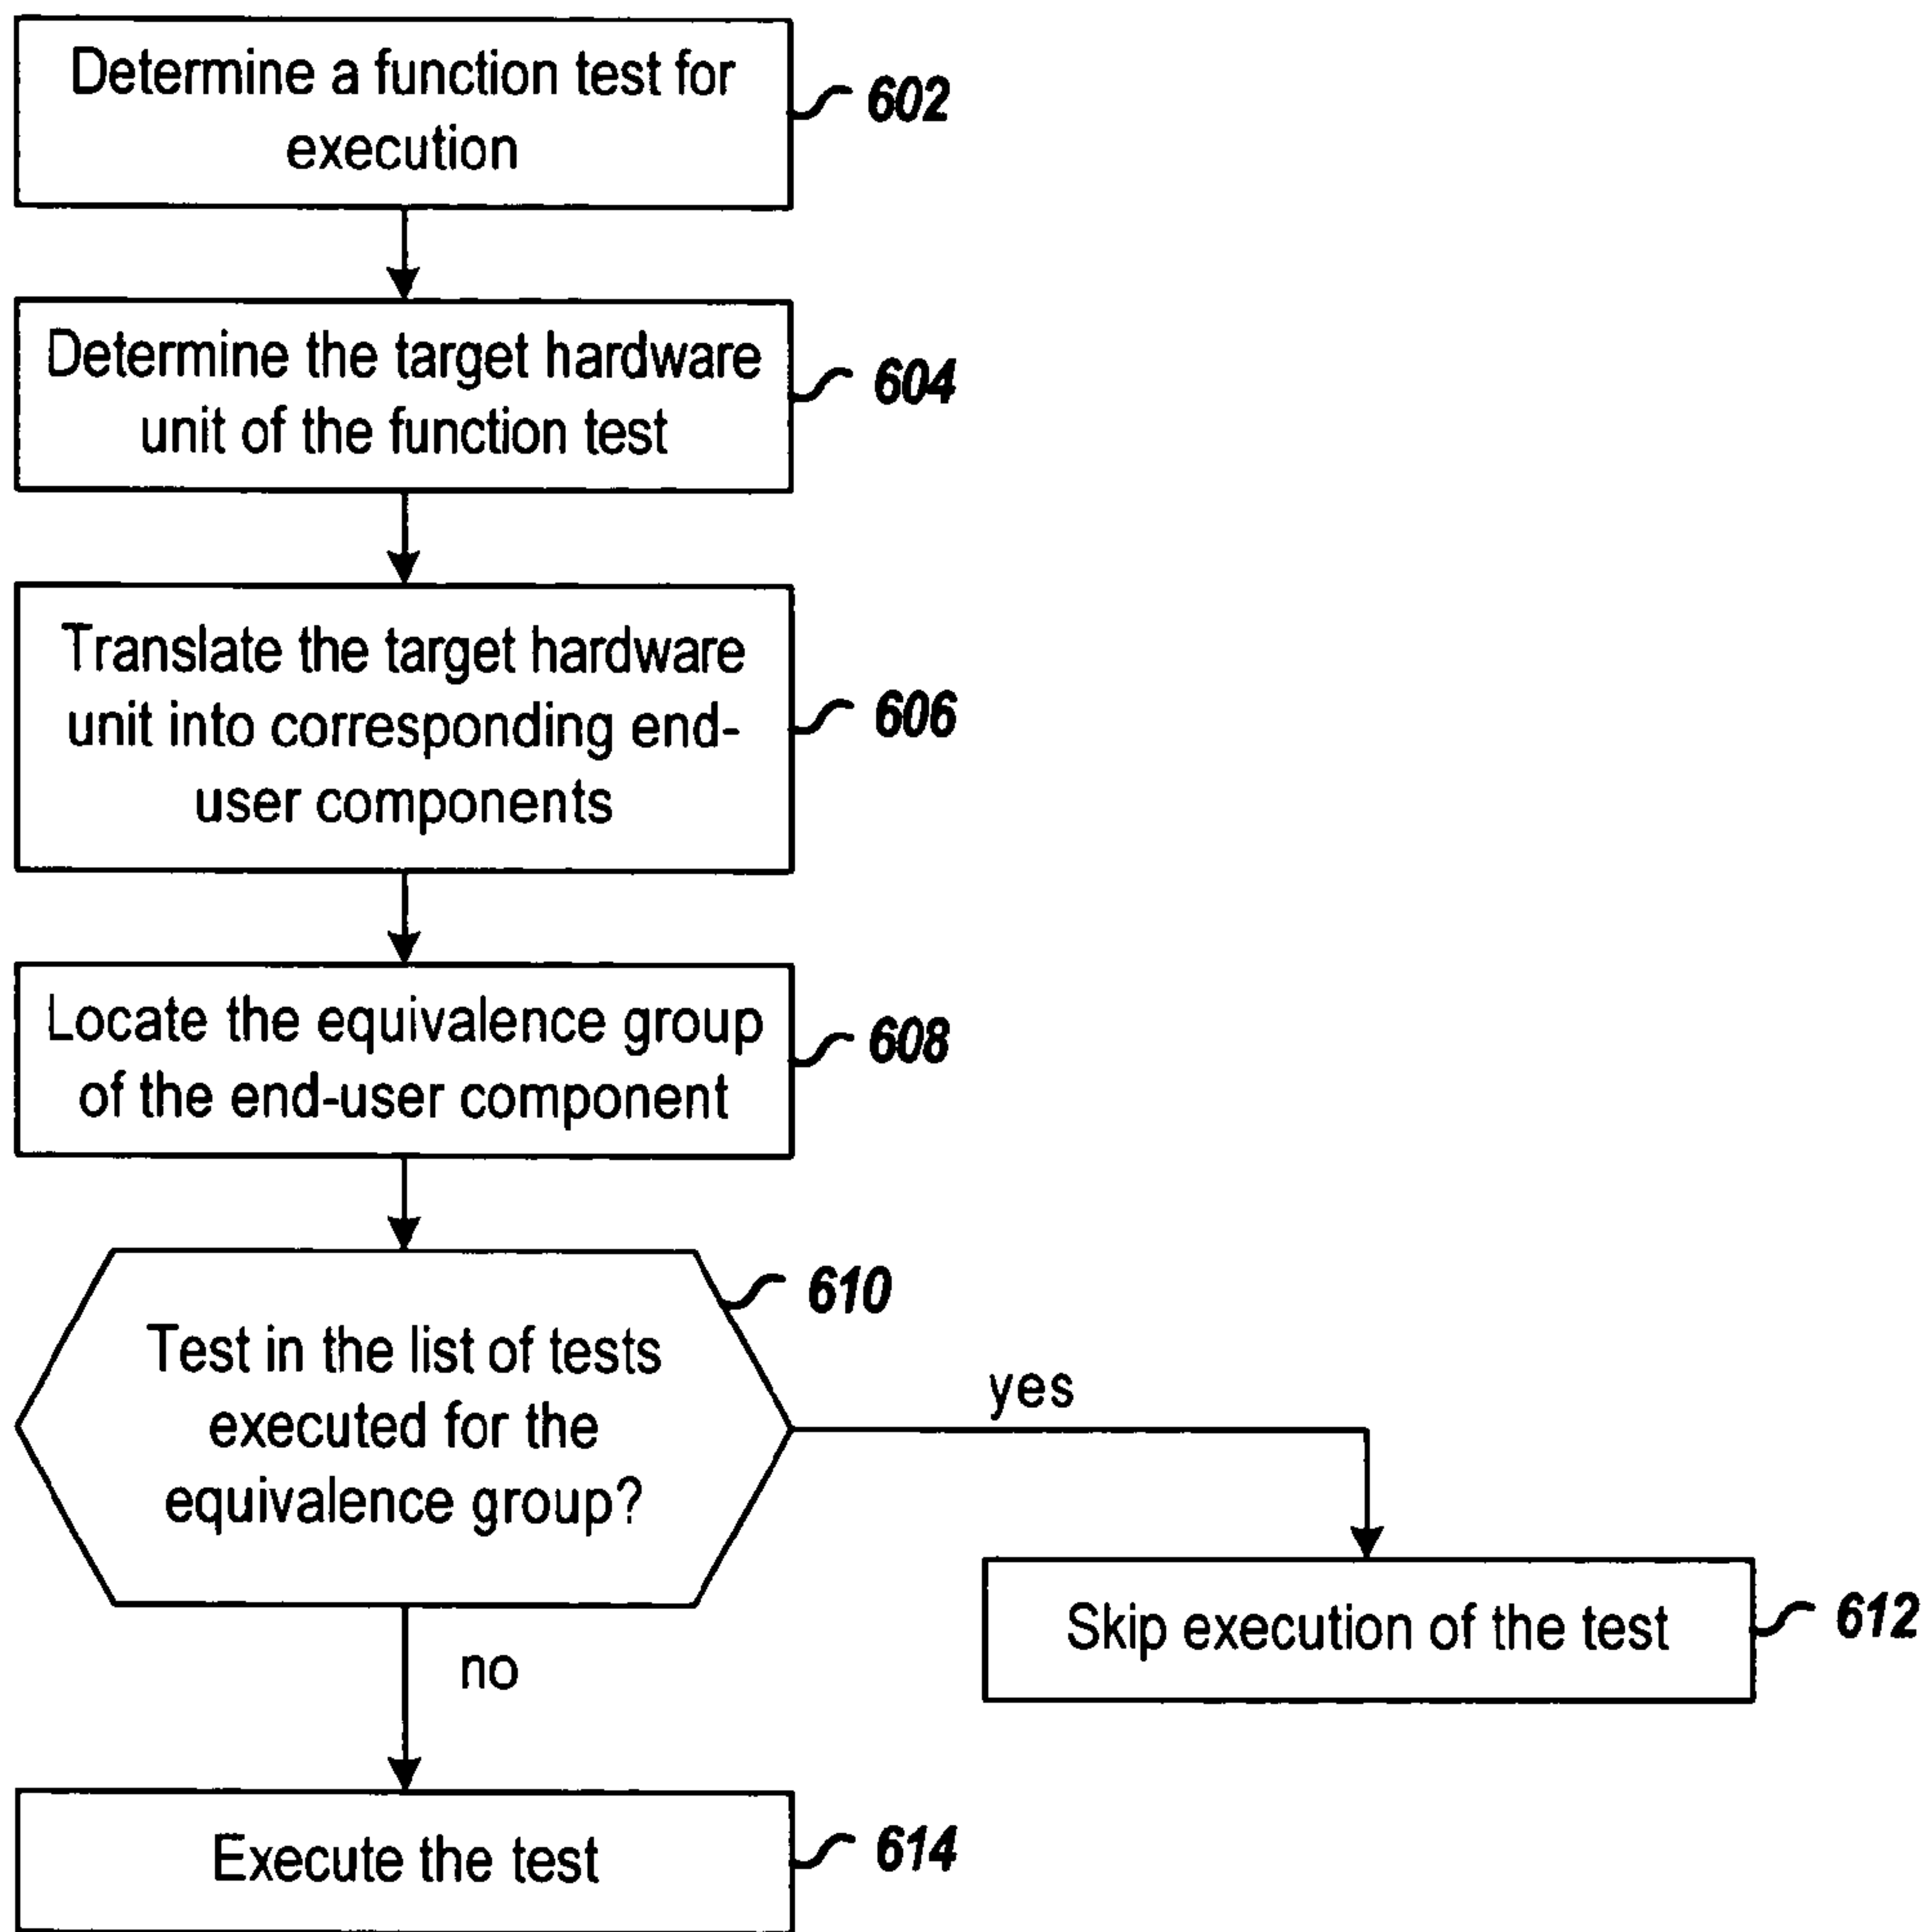 Determine a function test for
execution
602
Determine the target hardware
unit of the function test
604
Translate the target hardware
unit into corresponding end-
user components
606
Locate the equivalence group
of the end-user component
608
Test in the list of tests
executed for the
equivalence group?
610
yes
Skip execution of the test
612
no
Execute the test
614